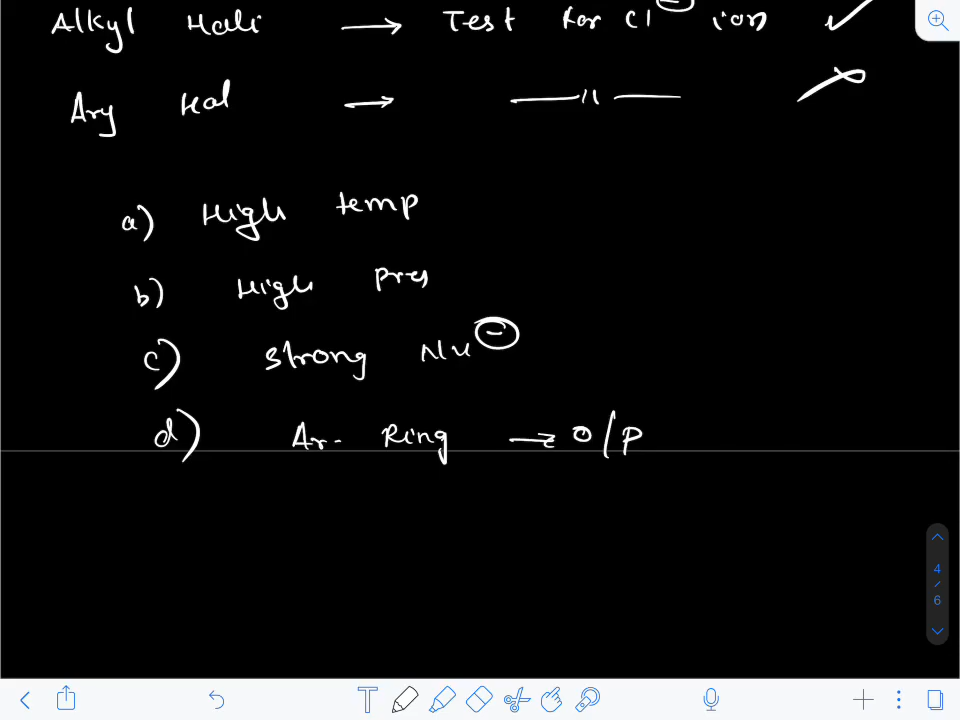 Alkyl Hali → Test for Cl⊖ ion ✓
Ary Hal → —— 11 —— ✗
a) High temp
b) High Pres
c) Strong Nu⊖
d) Ar- Ring → O/P
4
/
6
T